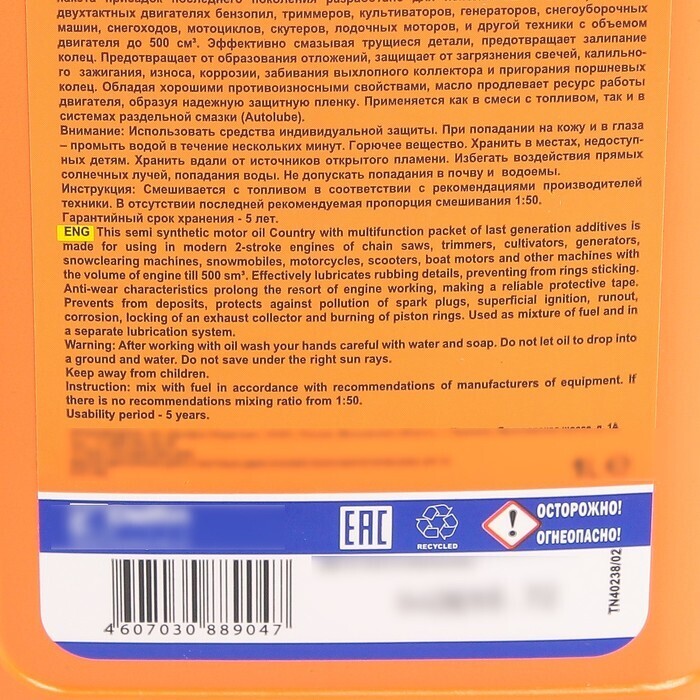 пакета присадок последнего поколения разработано для
двухтактных двигателях бензопил, триммеров, культиваторов, генераторов, снегоуборочных
машин, снегоходов, мотоциклов, скутеров, лодочных моторов, и другой техники с объемом
двигателя до 500 см³. Эффективно смазывая трущиеся детали, предотвращает залипание
колец. Предотвращает от образования отложений, защищает от загрязнения свечей, калильно-
го зажигания, износа, коррозии, забивания выхлопного коллектора и пригорания поршневых
колец. Обладая хорошими противоизносными свойствами, масло продлевает ресурс работы
двигателя, образуя надежную защитную пленку. Применяется как в смеси с топливом, так и в
системах раздельной смазки (Autolube).
Внимание: Использовать средства индивидуальной защиты. При попадании на кожу и в глаза
– промыть водой в течение нескольких минут. Горючее вещество. Хранить в местах, недоступ-
ных детям. Хранить вдали от источников открытого пламени. Избегать воздействия прямых
солнечных лучей, попадания воды. Не допускать попадания в почву и водоемы.
Инструкция: Смешивается с топливом в соответствии с рекомендациями производителей
техники. В отсутствии последней рекомендуемая пропорция смешивания 1:50.
Гарантийный срок хранения - 5 лет.
ENG This semi synthetic motor oil Country with multifunction packet of last generation additives is
made for using in modern 2-stroke engines of chain saws, trimmers, cultivators, generators,
snowclearing machines, snowmobiles, motorcycles, scooters, boat motors and other machines with
the volume of engine till 500 sm³. Effectively lubricates rubbing details, preventing from rings sticking.
Anti-wear characteristics prolong the resort of engine working, making a reliable protective tape.
Prevents from deposits, protects against pollution of spark plugs, superficial ignition, runout,
corrosion, locking of an exhaust collector and burning of piston rings. Used as mixture of fuel and in
a separate lubrication system.
Warning: After working with oil wash your hands careful with water and soap. Do not let oil to drop into
a ground and water. Do not save under the right sun rays.
Keep away from children.
Instruction: mix with fuel in accordance with recommendations of manufacturers of equipment. If
there is no recommendations mixing ratio from 1:50.
Usability period - 5 years.
EAC
RECYCLED
ОСТОРОЖНО!
ОГНЕОПАСНО!
TN40238/02
4 607030 889047